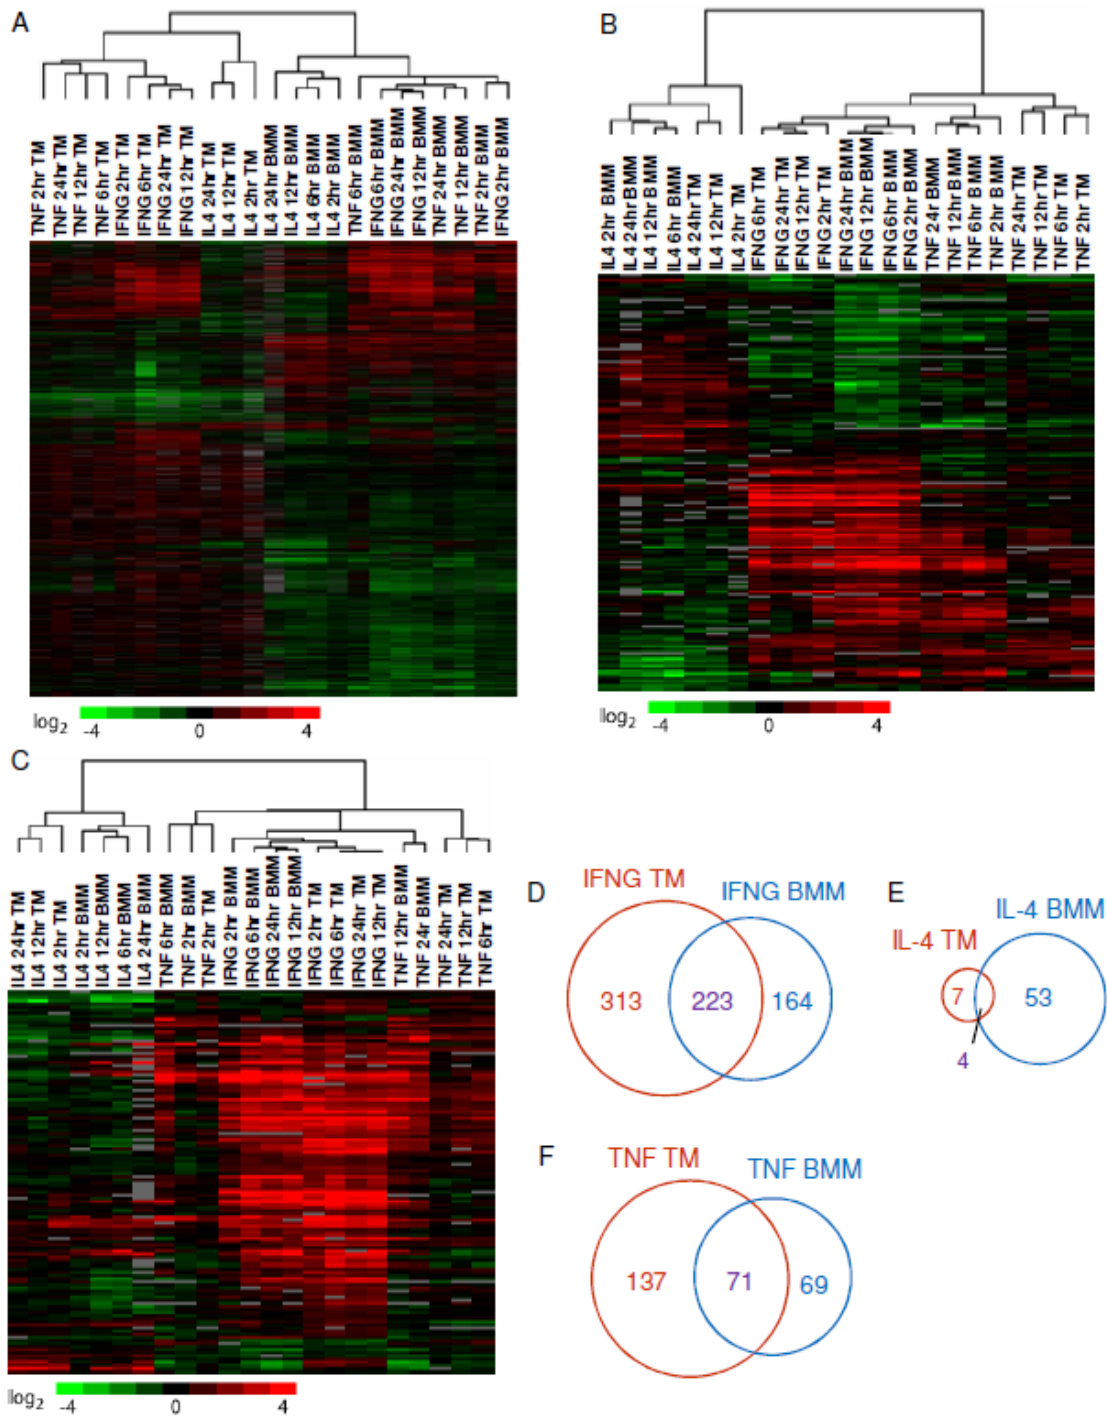 A
TNF 2hr TM
TNF 24hr TM
TNF 12hr TM
TNF 6hr TM
IFNG 2hr TM
IFNG 6hr TM
IFNG 24hr TM
IFNG 12hr TM
IL4 24hr TM
IL4 12hr TM
IL4 2hr TM
IL4 24hr BMM
IL4 12hr BMM
IL4 6hr BMM
IL4 2hr BMM
TNF 6hr BMM
IFNG 6hr BMM
IFNG 24hr BMM
IFNG 12hr BMM
TNF 24hr BMM
TNF 12hr BMM
TNF 2hr BMM
IFNG 2hr BMM
log2 -4 0 4
B
IL4 2hr BMM
IL4 24hr BMM
IL4 12hr BMM
IL4 6hr BMM
IL4 24hr TM
IL4 12hr TM
IL4 2hr TM
IFNG 6hr TM
IFNG 24hr TM
IFNG 12hr TM
IFNG 2hr TM
IFNG 24hr BMM
IFNG 12hr BMM
IFNG 6hr BMM
IFNG 2hr BMM
TNF 24r BMM
TNF 12hr BMM
TNF 6hr BMM
TNF 2hr BMM
TNF 24hr TM
TNF 12hr TM
TNF 6hr TM
TNF 2hr TM
log2 -4 0 4
C
IL4 24hr TM
IL4 12hr TM
IL4 2hr TM
IL4 2hr BMM
IL4 12hr BMM
IL4 6hr BMM
IL4 24hr BMM
TNF 6hr BMM
TNF 2hr BMM
TNF 2hr TM
IFNG 2hr BMM
IFNG 6hr BMM
IFNG 24hr BMM
IFNG 12hr BMM
IFNG 2hr TM
IFNG 6hr TM
IFNG 24hr TM
IFNG 12hr TM
TNF 12hr BMM
TNF 24r BMM
TNF 24hr TM
TNF 12hr TM
TNF 6hr TM
log2 -4 0 4
D
IFNG TM
IFNG BMM
313 223 164
E
IL-4 BMM
IL-4 TM
7 53
4
F
TNF TM
TNF BMM
137 71 69